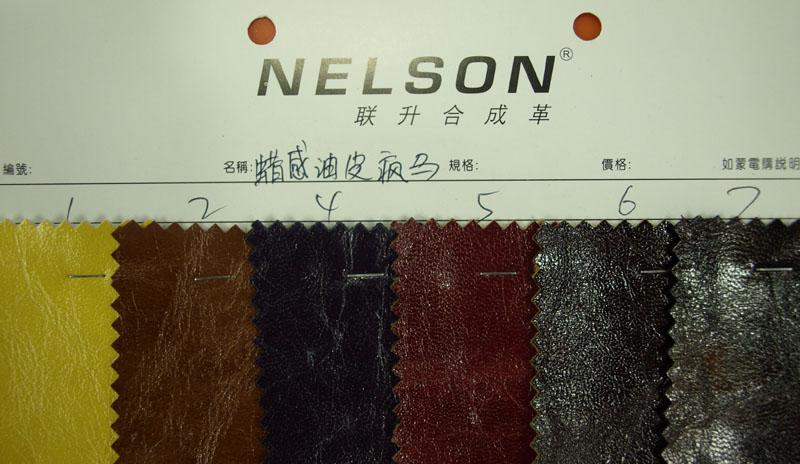 NELSON®
联升合成革
編號: 名稱: 蜡感油皮疯马 規格: 價格: 如蒙電購説明
1 2 4 5 6 7